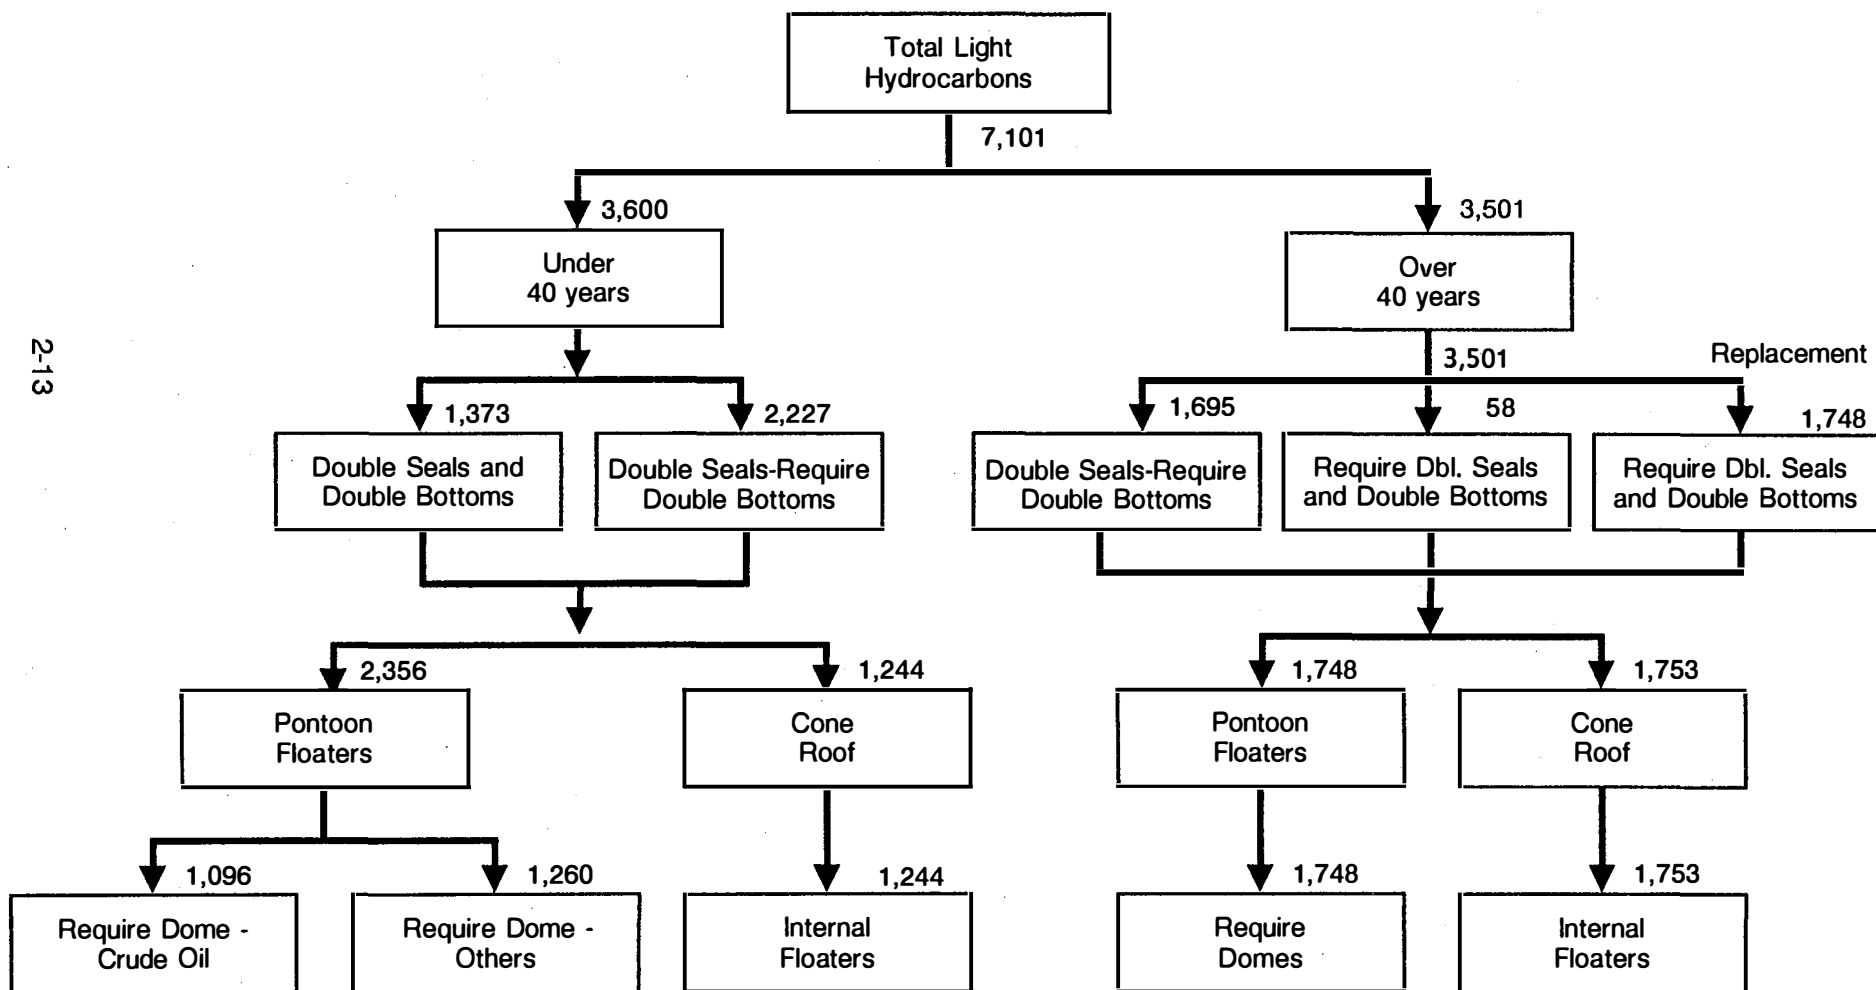 Total Light
Hydrocarbons
7,101
3,600
3,501
Under
40 years
Over
40 years
3,501
Replacement
1,373
2,227
1,695
58
1,748
Double Seals and
Double Bottoms
Double Seals-Require
Double Bottoms
Double Seals-Require
Double Bottoms
Require Dbl. Seals
and Double Bottoms
Require Dbl. Seals
and Double Bottoms
2,356
1,244
1,748
1,753
Pontoon
Floaters
Cone
Roof
Pontoon
Floaters
Cone
Roof
1,096
1,260
1,244
1,748
1,753
Require Dome -
Crude Oil
Require Dome -
Others
Internal
Floaters
Require
Domes
Internal
Floaters
2-13